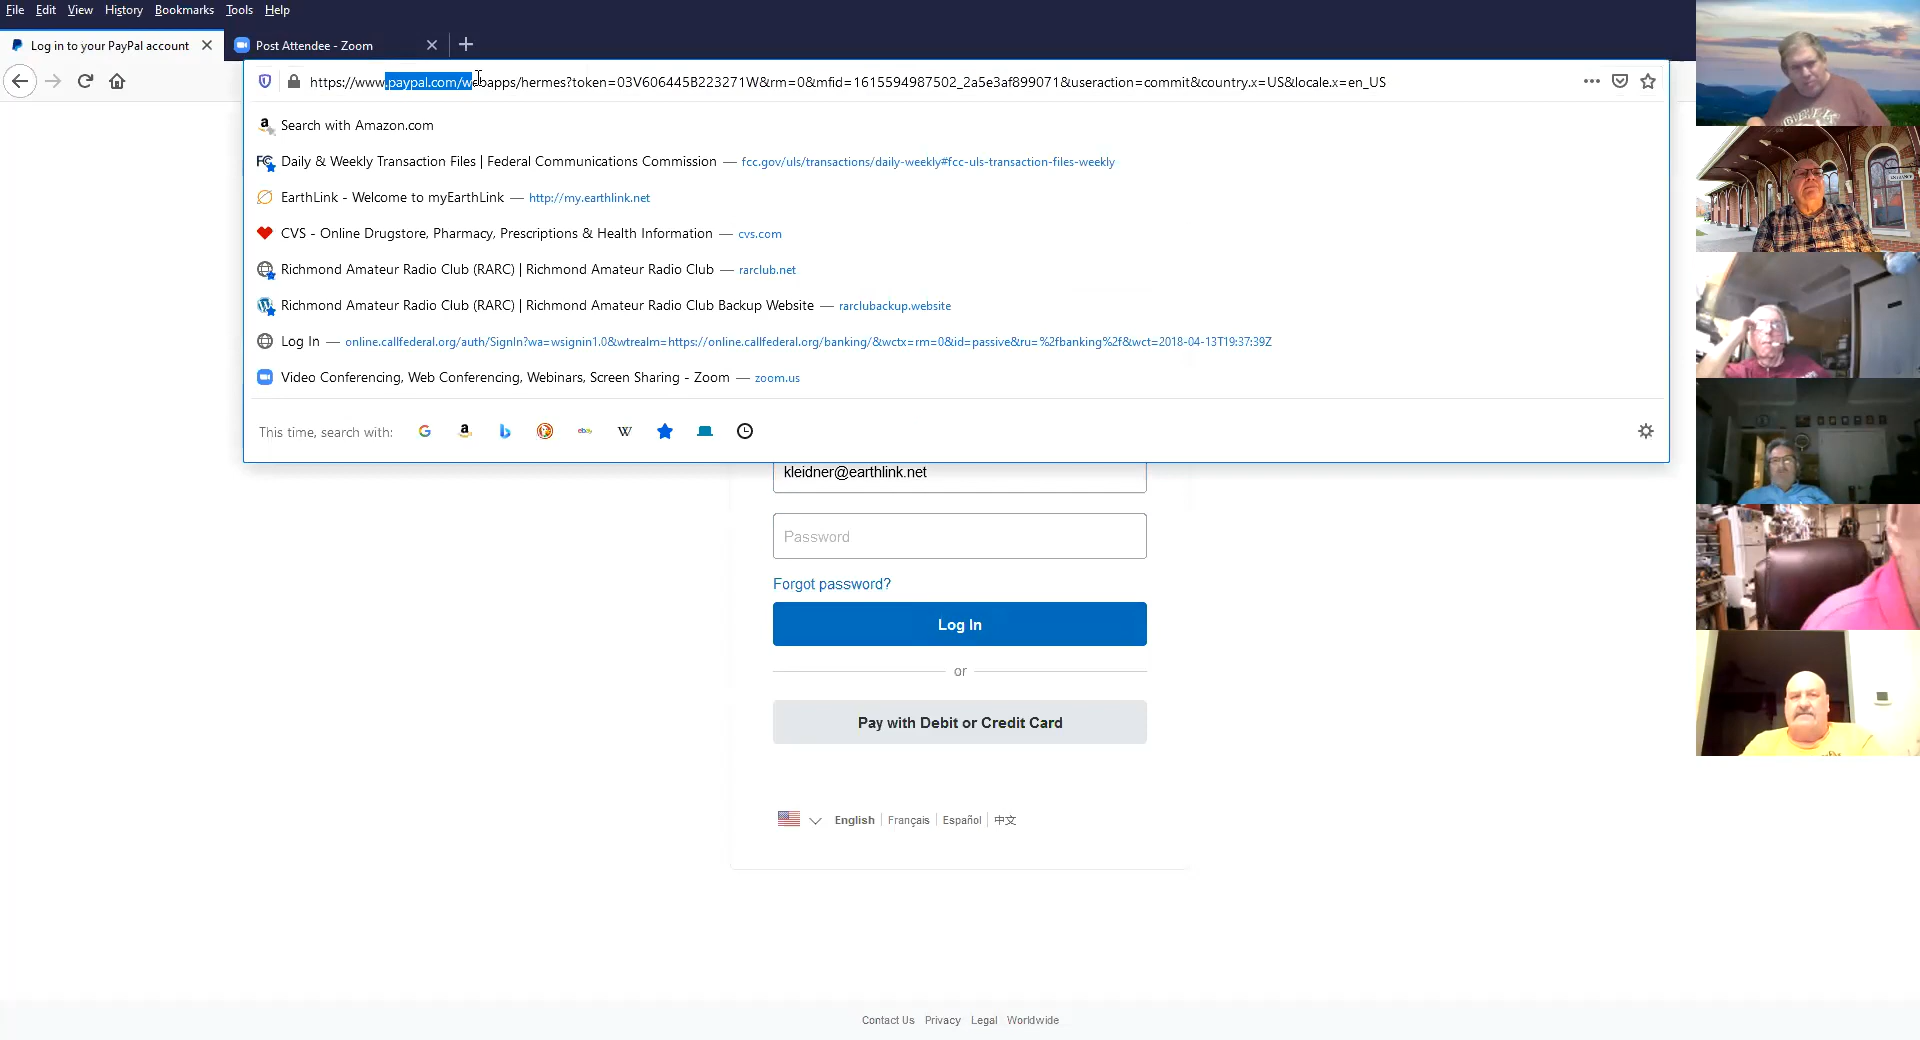 File Edit View History Bookmarks Tools Help
Log in to your PayPal account
Post Attendee - Zoom
https://www.paypal.com/webapps/hermes?token=03V606445B223271W&rm=0&mfid=1615594987502_2a5e3af899071&useraction=commit&country.x=US&locale.x=en_US
Search with Amazon.com
Daily & Weekly Transaction Files | Federal Communications Commission — fcc.gov/uls/transactions/daily-weekly#fcc-uls-transaction-files-weekly
EarthLink - Welcome to myEarthLink — http://my.earthlink.net
CVS - Online Drugstore, Pharmacy, Prescriptions & Health Information — cvs.com
Richmond Amateur Radio Club (RARC) | Richmond Amateur Radio Club — rarclub.net
Richmond Amateur Radio Club (RARC) | Richmond Amateur Radio Club Backup Website — rarclubackup.website
Log In — online.callfederal.org/auth/SignIn?wa=wsignin1.0&wtrealm=https://online.callfederal.org/banking/&wctx=rm=0&id=passive&ru=%2fbanking%2f&wct=2018-04-13T19:37:39Z
Video Conferencing, Web Conferencing, Webinars, Screen Sharing - Zoom — zoom.us
This time, search with:
kleidner@earthlink.net
Password
Forgot password?
Log In
or
Pay with Debit or Credit Card
English Français Español 中文
Contact Us Privacy Legal Worldwide
ENTRANCE